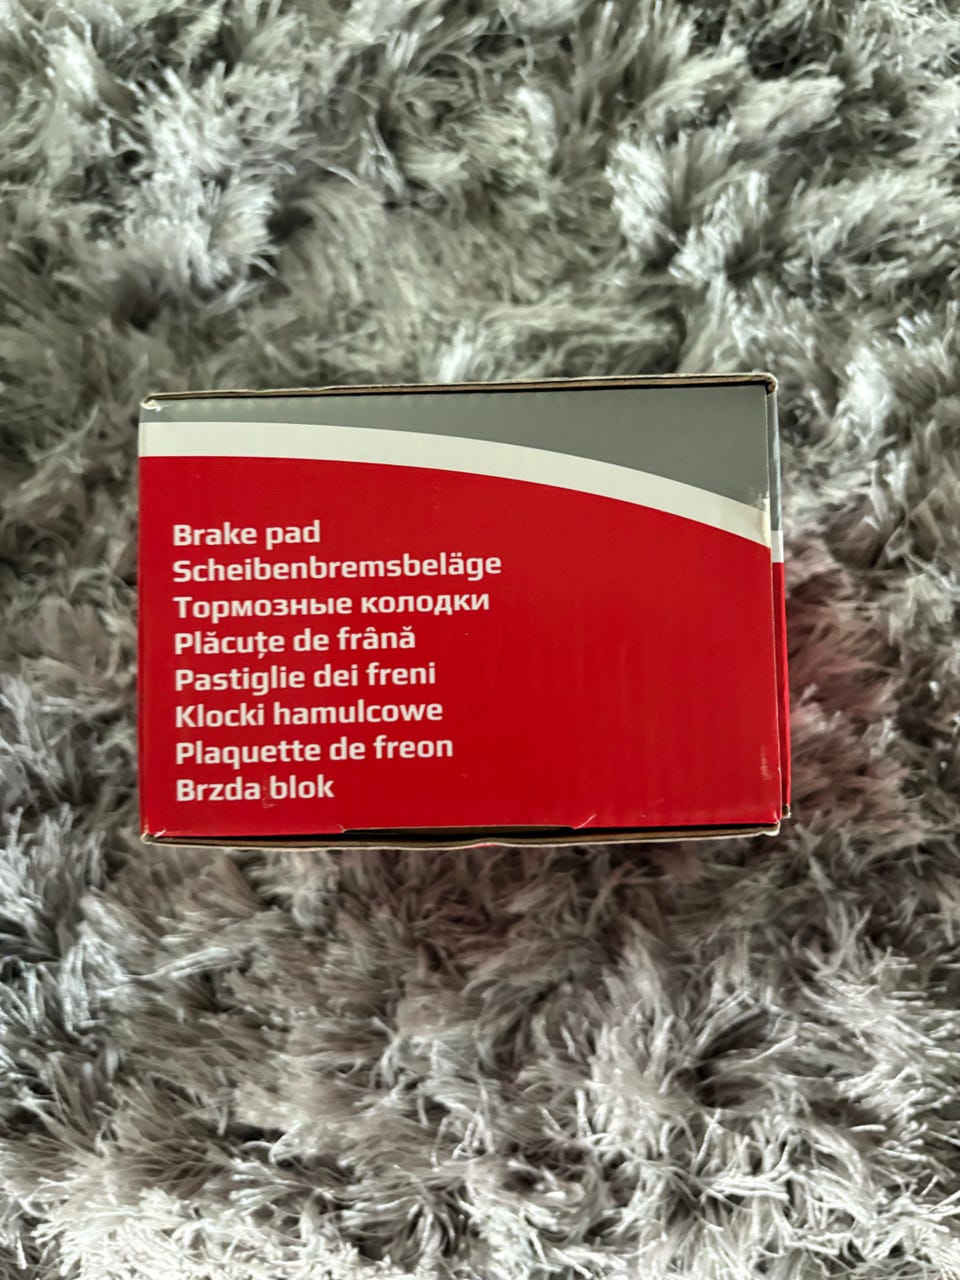 Brake pad
Scheibenbremsbeläge
Тормозные колодки
Plăcuțe de frână
Pastiglie dei freni
Klocki hamulcowe
Plaquette de freon
Brzda blok